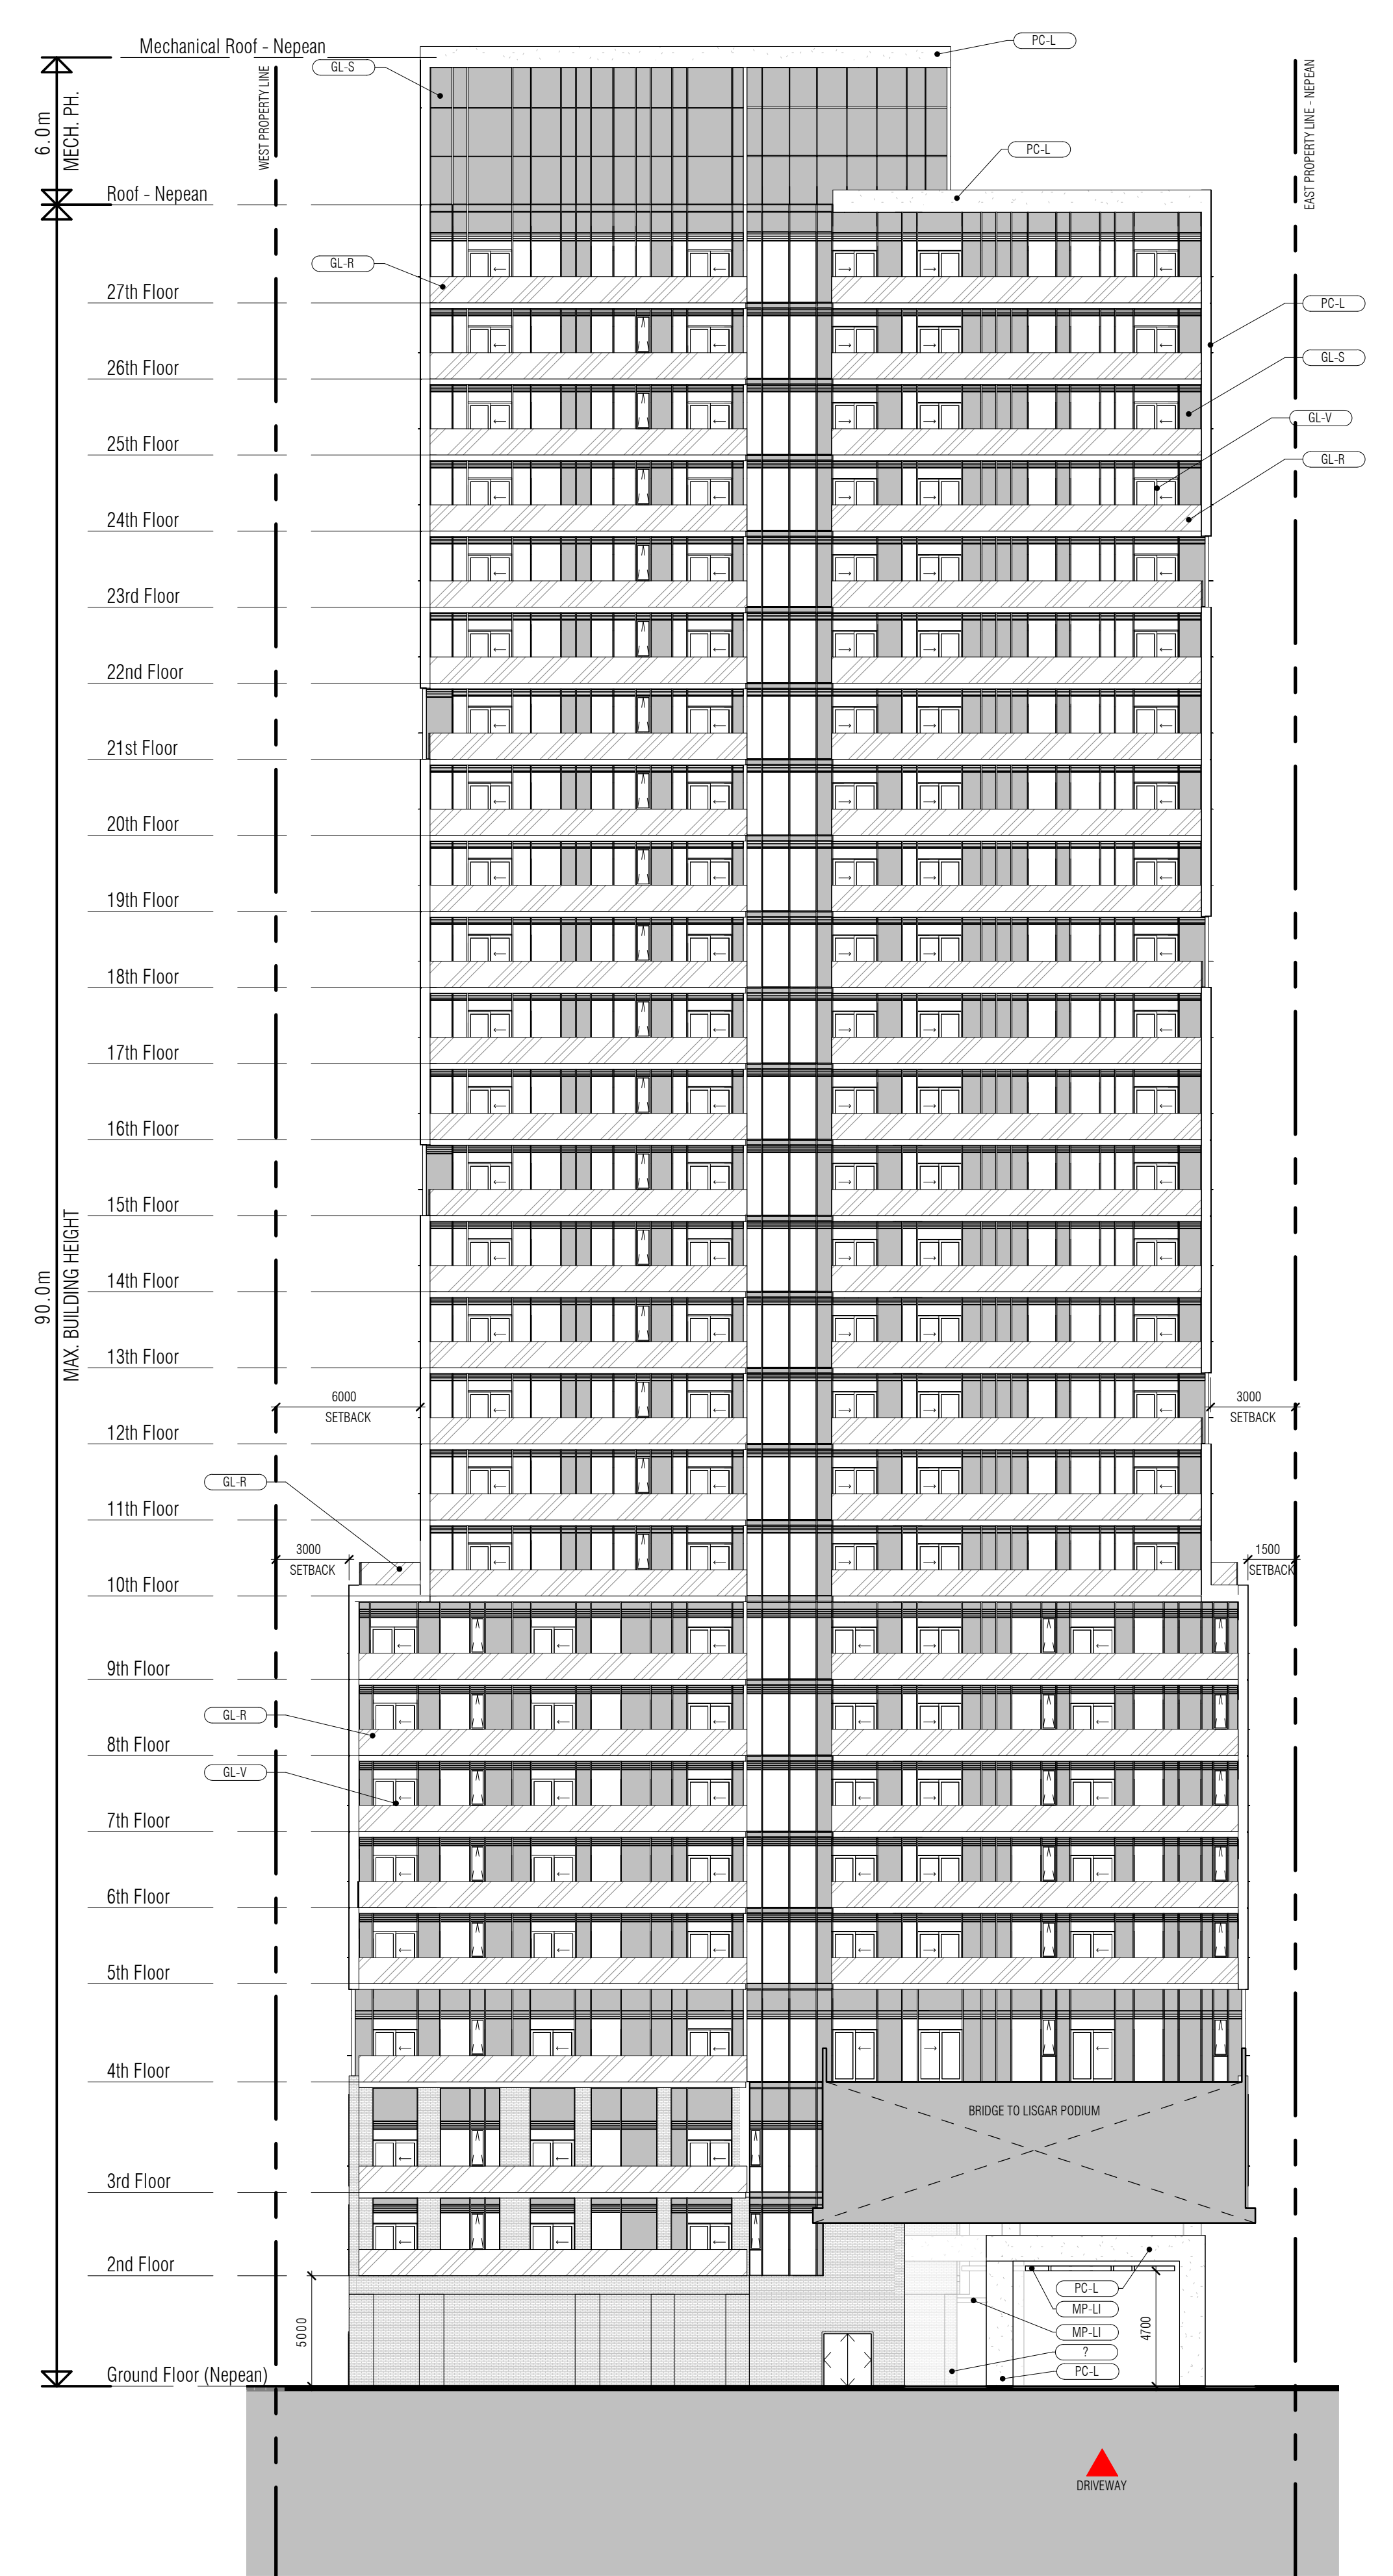 Mechanical Roof - Nepean
PC-L
GL-S
WEST PROPERTY LINE
EAST PROPERTY LINE - NEPEAN
6.0m
MECH. PH.
PC-L
Roof - Nepean
GL-R
27th Floor
PC-L
GL-S
26th Floor
GL-V
25th Floor
GL-R
24th Floor
23rd Floor
22nd Floor
21st Floor
20th Floor
19th Floor
18th Floor
17th Floor
16th Floor
15th Floor
90.0m
MAX. BUILDING HEIGHT
14th Floor
13th Floor
6000
SETBACK
3000
SETBACK
12th Floor
GL-R
11th Floor
3000
SETBACK
1500
SETBACK
10th Floor
9th Floor
GL-R
8th Floor
GL-V
7th Floor
6th Floor
5th Floor
4th Floor
BRIDGE TO LISGAR PODIUM
3rd Floor
2nd Floor
PC-L
MP-LI
MP-LI
?
PC-L
5000
4700
Ground Floor (Nepean)
DRIVEWAY